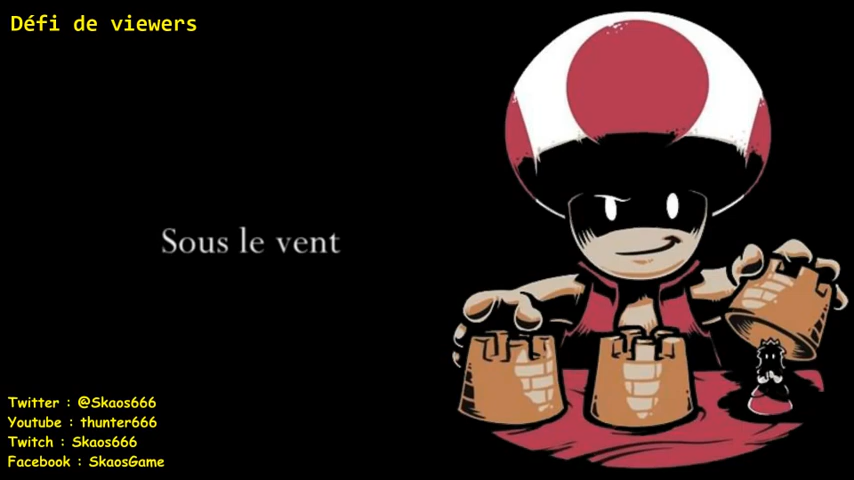 Défi de viewers
Sous le vent
Twitter : @Skaos666
Youtube : thunter666
Twitch : Skaos666
Facebook : SkaosGame